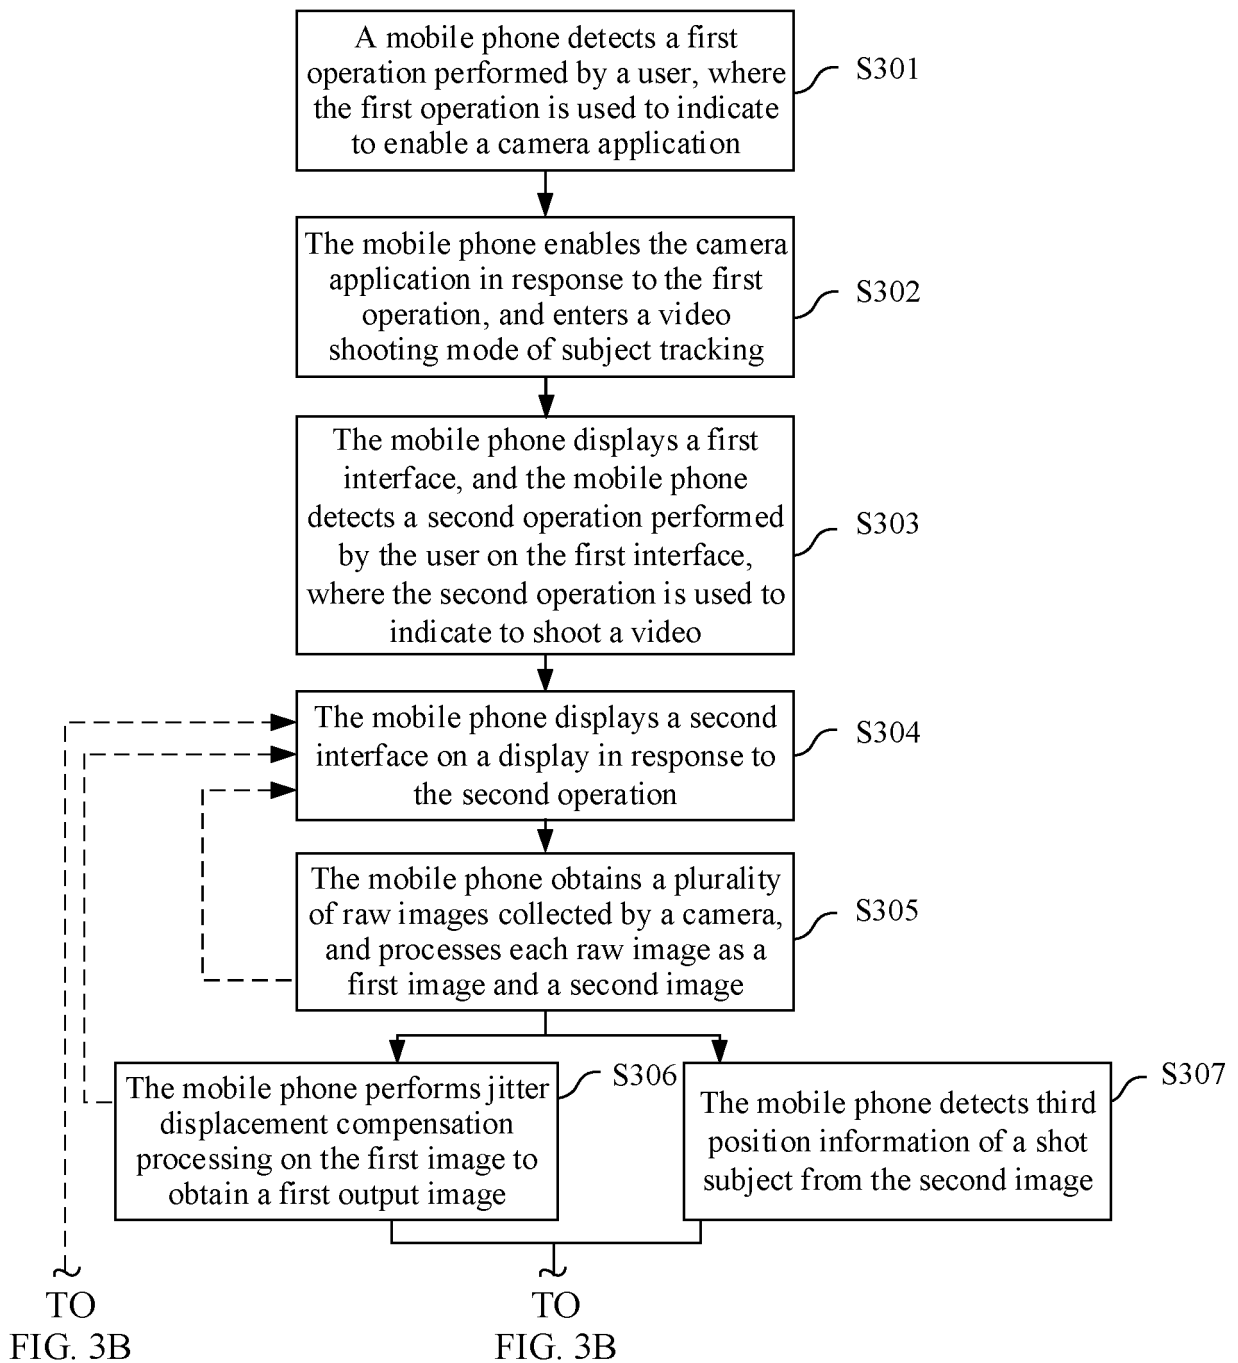 A mobile phone detects a first
operation performed by a user, where
the first operation is used to indicate
to enable a camera application
S301
The mobile phone enables the camera
application in response to the first
operation, and enters a video
shooting mode of subject tracking
S302
The mobile phone displays a first
interface, and the mobile phone
detects a second operation performed
by the user on the first interface,
where the second operation is used to
indicate to shoot a video
S303
The mobile phone displays a second
interface on a display in response to
the second operation
S304
The mobile phone obtains a plurality
of raw images collected by a camera,
and processes each raw image as a
first image and a second image
S305
The mobile phone performs jitter
displacement compensation
processing on the first image to
obtain a first output image
S306
The mobile phone detects third
position information of a shot
subject from the second image
S307
TO
FIG. 3B
TO
FIG. 3B